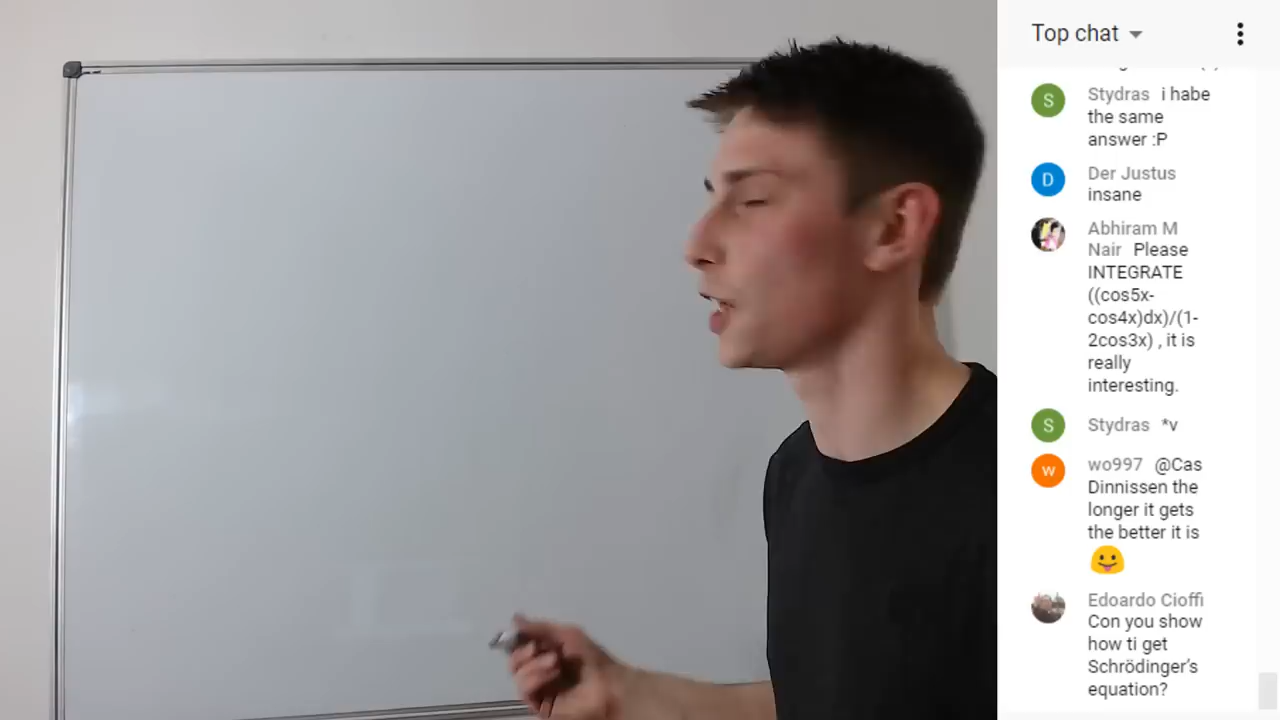 Top chat
S Stydras i habe
the same
answer :P
D Der Justus
insane
Abhiram M
Nair Please
INTEGRATE
((cos5x-
cos4x)dx)/(1-
2cos3x) , it is
really
interesting.
S Stydras *v
w wo997 @Cas
Dinnissen the
longer it gets
the better it is
Edoardo Cioffi
Con you show
how ti get
Schrödinger's
equation?